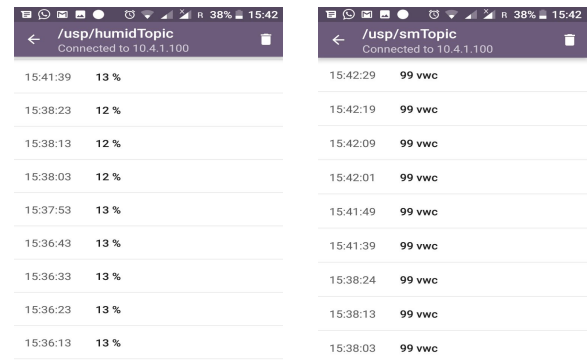 R 38% 15:42
/usp/humidTopic
Connected to 10.4.1.100
15:41:39 13 %
15:38:23 12 %
15:38:13 12 %
15:38:03 12 %
15:37:53 13 %
15:36:43 13 %
15:36:33 13 %
15:36:23 13 %
15:36:13 13 %
R 38% 15:42
/usp/smTopic
Connected to 10.4.1.100
15:42:29 99 vwc
15:42:19 99 vwc
15:42:09 99 vwc
15:42:01 99 vwc
15:41:49 99 vwc
15:41:39 99 vwc
15:38:24 99 vwc
15:38:13 99 vwc
15:38:03 99 vwc